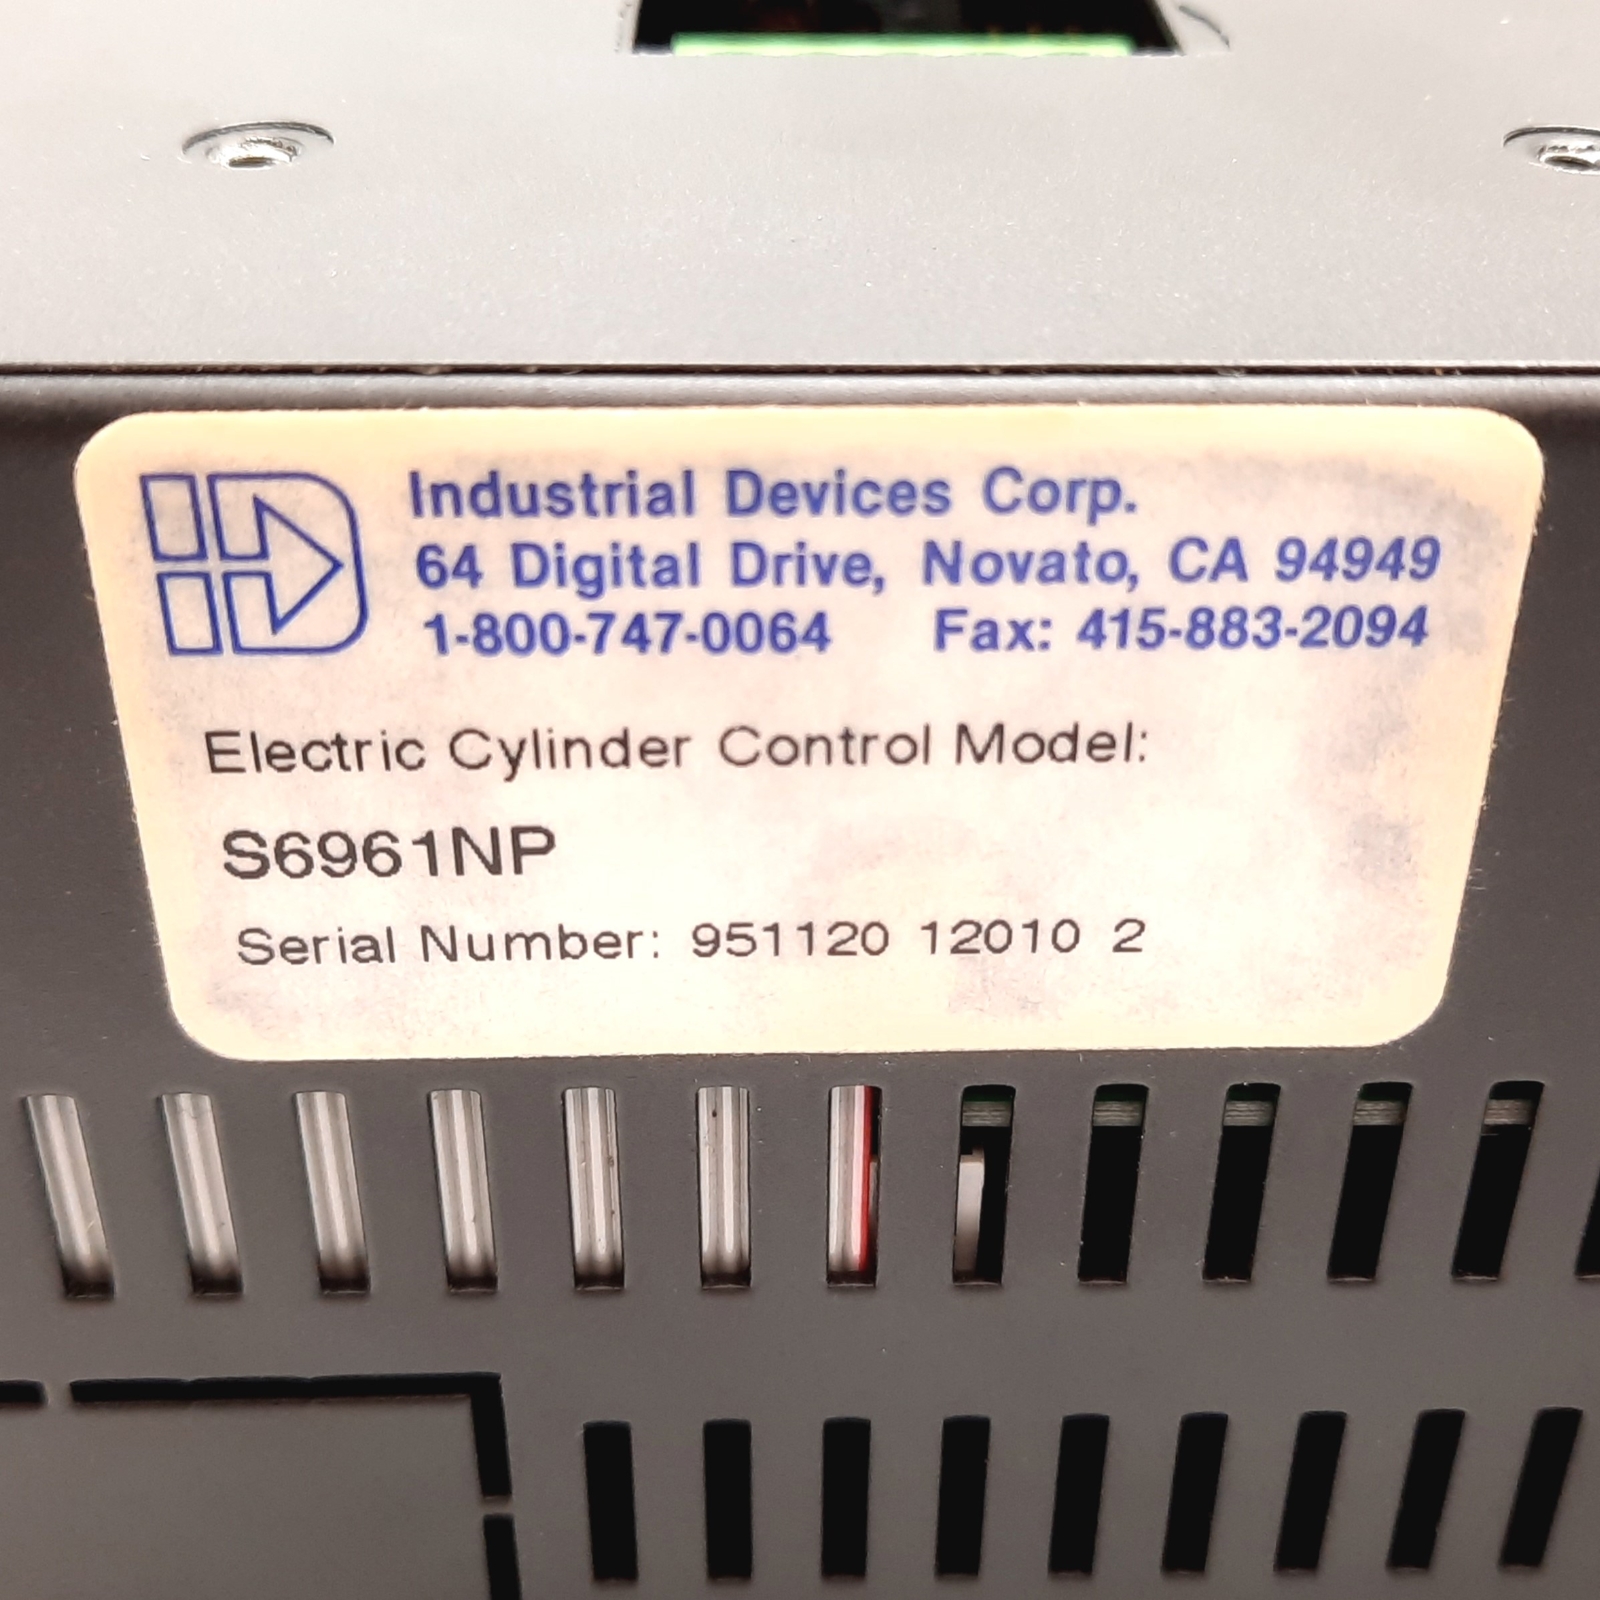 Industrial Devices Corp.
64 Digital Drive, Novato, CA 94949
1-800-747-0064 Fax: 415-883-2094
Electric Cylinder Control Model:
S6961NP
Serial Number: 951120 12010 2